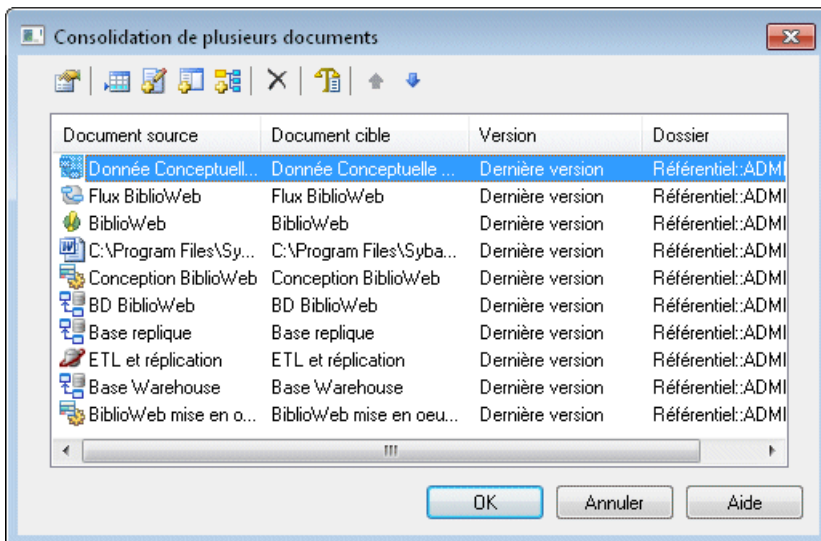 Consolidation de plusieurs documents
Document source Document cible Version Dossier
Donnée Conceptuell... Donnée Conceptuelle ... Dernière version Référentiel::ADMI
Flux BiblioWeb Flux BiblioWeb Dernière version Référentiel::ADMI
BiblioWeb BiblioWeb Dernière version Référentiel::ADMI
C:\Program Files\Sy... C:\Program Files\Syba... Dernière version Référentiel::ADMI
Conception BiblioWeb Conception BiblioWeb Dernière version Référentiel::ADMI
BD BiblioWeb BD BiblioWeb Dernière version Référentiel::ADMI
Base replique Base replique Dernière version Référentiel::ADMI
ETL et réplication ETL et réplication Dernière version Référentiel::ADMI
Base Warehouse Base Warehouse Dernière version Référentiel::ADMI
BiblioWeb mise en o... BiblioWeb mise en oeu... Dernière version Référentiel::ADMI
OK Annuler Aide